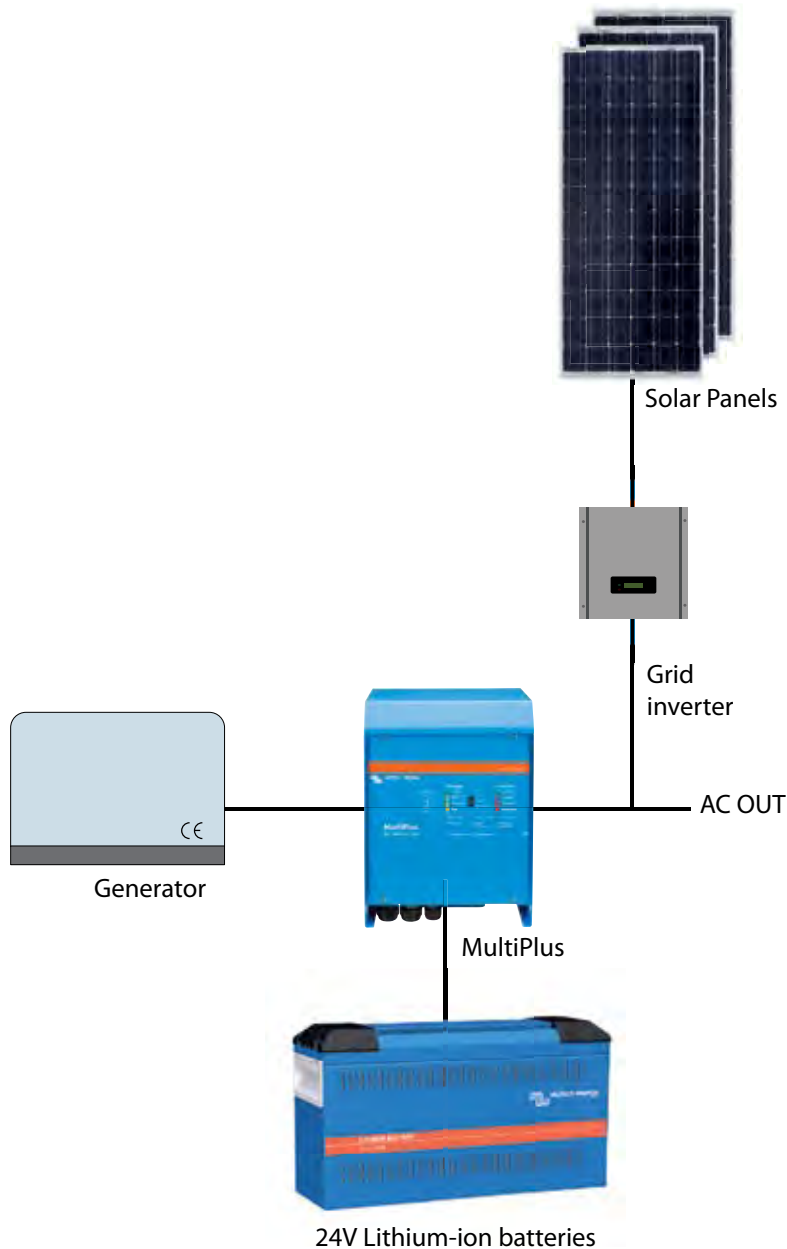 Solar Panels
Grid
inverter
AC OUT
CE
Generator
MultiPlus
MultiPlus
24V Lithium-ion batteries